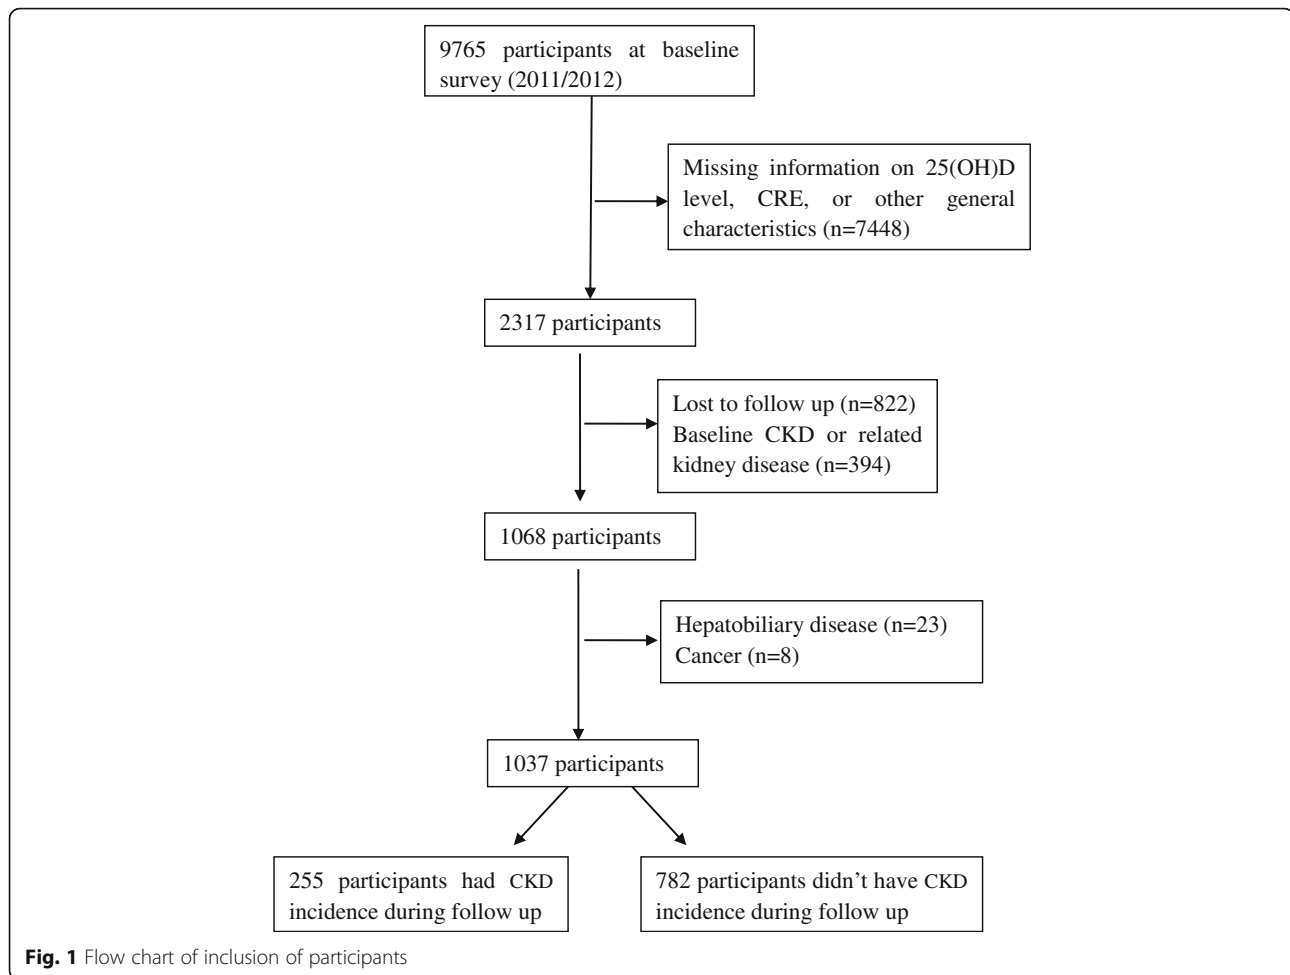 9765 participants at baseline
survey (2011/2012)
Missing information on 25(OH)D
level, CRE, or other general
characteristics (n=7448)
2317 participants
Lost to follow up (n=822)
Baseline CKD or related
kidney disease (n=394)
1068 participants
Hepatobiliary disease (n=23)
Cancer (n=8)
1037 participants
255 participants had CKD
incidence during follow up
782 participants didn't have CKD
incidence during follow up
Fig. 1 Flow chart of inclusion of participants